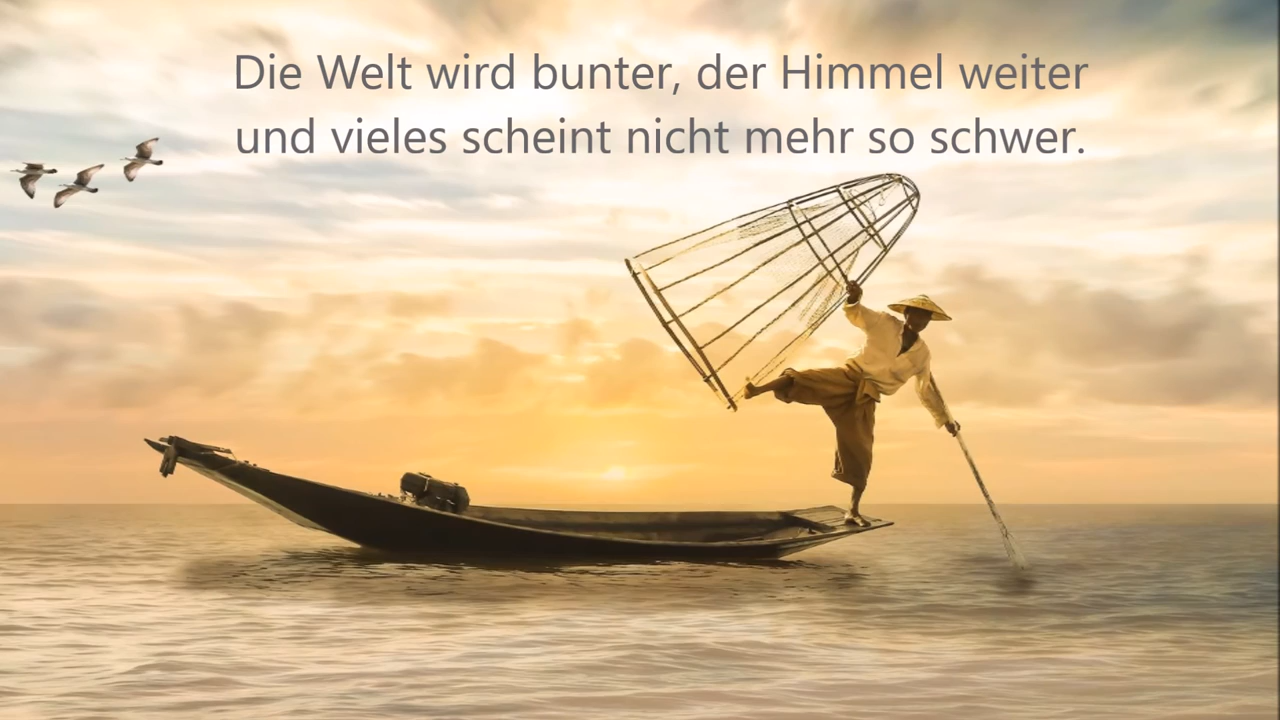 Die Welt wird bunter, der Himmel weiter
und vieles scheint nicht mehr so schwer.